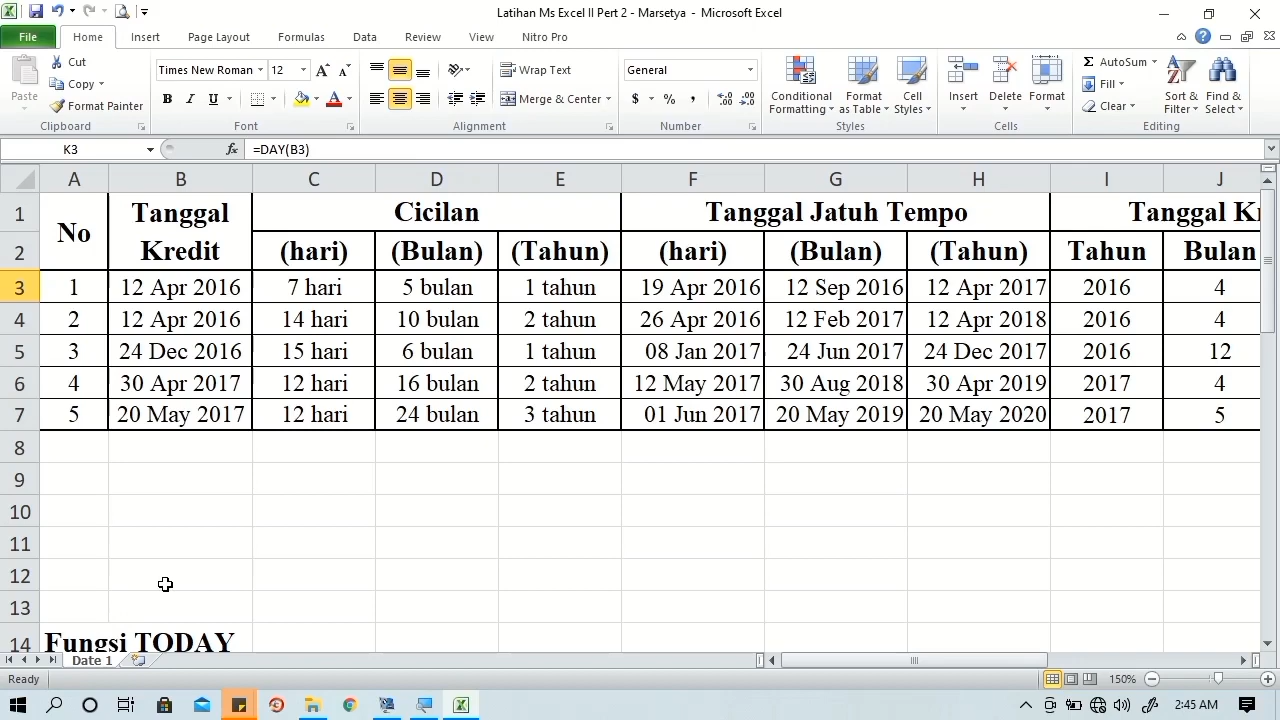 Latihan Ms Excel II Pert 2 - Marsetya - Microsoft Excel
File Home Insert Page Layout Formulas Data Review View Nitro Pro
Paste
Cut
Copy
Format Painter
Clipboard
Times New Roman 12
B I U
Font
Wrap Text
Merge & Center
Alignment
General
$ % ,
Number
Conditional Formatting
Format as Table
Cell Styles
Styles
Insert Delete Format
Cells
AutoSum
Fill
Clear
Sort & Filter
Find & Select
Editing
K3 fx =DAY(B3)
A B C D E F G H I J
1 No Tanggal Kredit Cicilan Tanggal Jatuh Tempo Tanggal
2 (hari) (Bulan) (Tahun) (hari) (Bulan) (Tahun) Tahun Bulan
3 1 12 Apr 2016 7 hari 5 bulan 1 tahun 19 Apr 2016 12 Sep 2016 12 Apr 2017 2016 4
4 2 12 Apr 2016 14 hari 10 bulan 2 tahun 26 Apr 2016 12 Feb 2017 12 Apr 2018 2016 4
5 3 24 Dec 2016 15 hari 6 bulan 1 tahun 08 Jan 2017 24 Jun 2017 24 Dec 2017 2016 12
6 4 30 Apr 2017 12 hari 16 bulan 2 tahun 12 May 2017 30 Aug 2018 30 Apr 2019 2017 4
7 5 20 May 2017 12 hari 24 bulan 3 tahun 01 Jun 2017 20 May 2019 20 May 2020 2017 5
8
9
10
11
12
13
14 Fungsi TODAY
Date 1
Ready 150%
2:45 AM